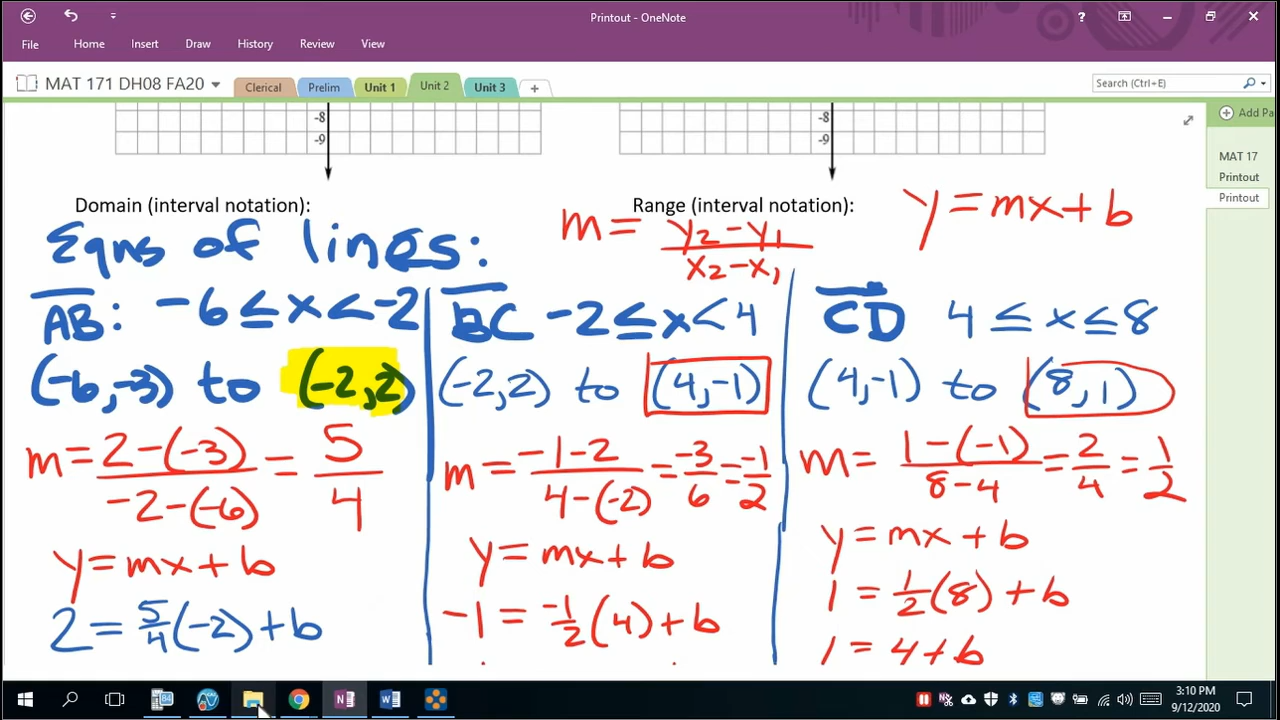 Printout - OneNote
?
File Home Insert Draw History Review View
MAT 171 DH08 FA20 Clerical Prelim Unit 1 Unit 2 Unit 3 + Search (Ctrl+E)
Add Pa
MAT 17
Printout
Printout
-8 -8
-9 -9
Domain (interval notation): Range (interval notation):
y = mx + b
Eqns of lines:
m = (y₂ - y₁)/(x₂ - x₁)
AB: -6 ≤ x < -2
(-6,-3) to (-2,2)
m = (2-(-3))/(-2-(-6)) = 5/4
y = mx + b
2 = 5/4(-2) + b
BC -2 ≤ x < 4
(-2,2) to (4,-1)
m = (-1-2)/(4-(-2)) = -3/6 = -1/2
y = mx + b
-1 = -1/2(4) + b
CD 4 ≤ x ≤ 8
(4,-1) to (8,1)
m = (1-(-1))/(8-4) = 2/4 = 1/2
y = mx + b
1 = 1/2(8) + b
1 = 4 + b
3:10 PM
9/12/2020